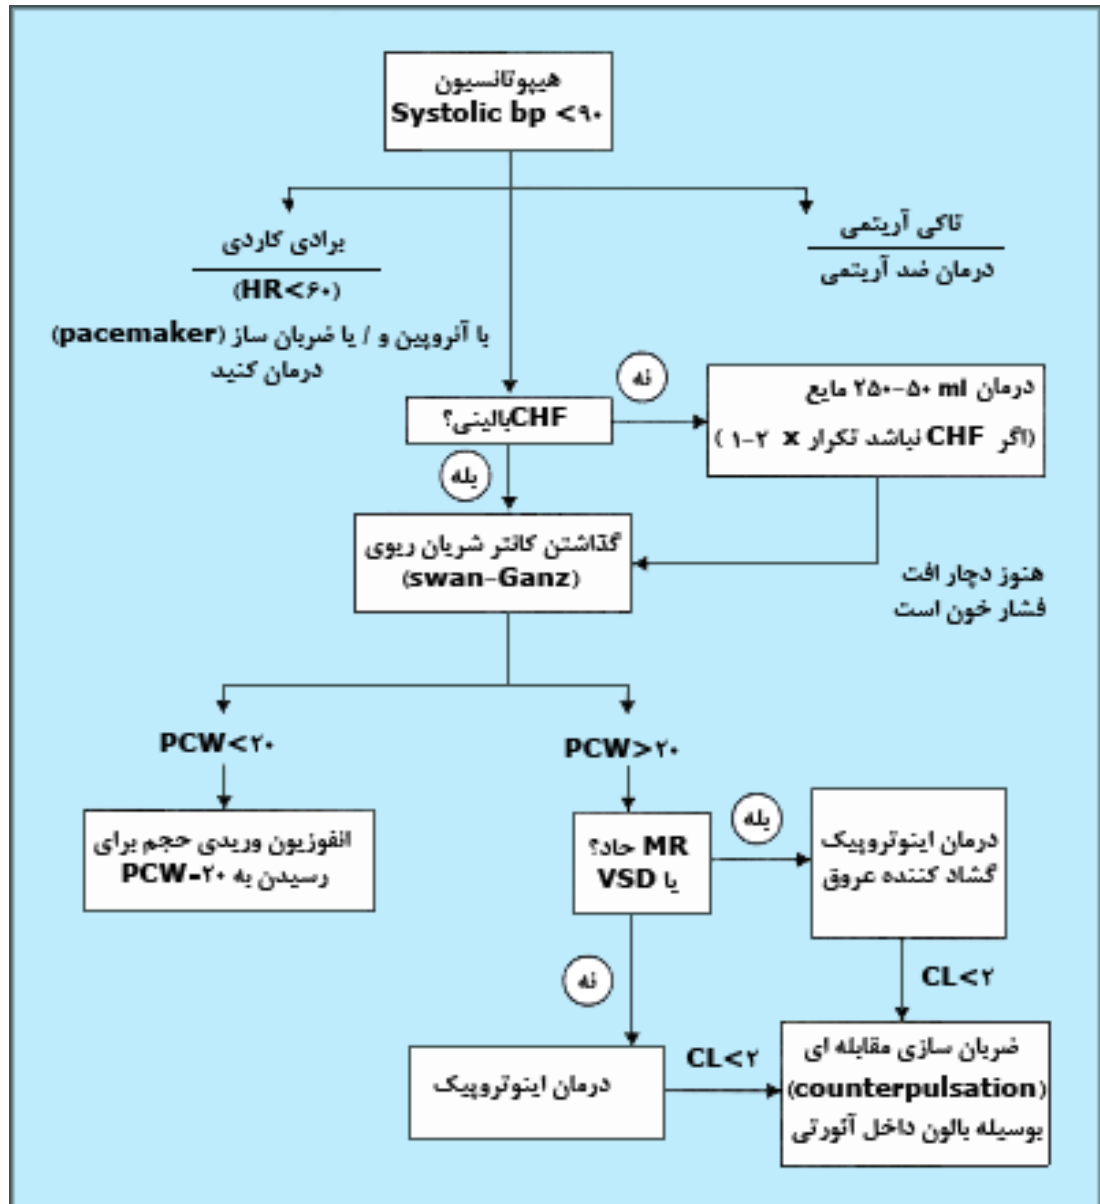 هیپوتانسیون
Systolic bp <۹۰
تاکی آریتمی
درمان ضد آریتمی
برادی کاردی
(HR<۶۰)
با آتروپین و / یا ضربان ساز (pacemaker)
درمان کنید
نه
CHFبالینی؟
درمان ۲۵۰-۵۰ ml مایع
(اگر CHF نباشد تکرار x ۱-۲ )
بله
گذاشتن کاتتر شریان ریوی
(swan-Ganz)
هنوز دچار افت
فشار خون است
PCW<۲۰
PCW>۲۰
انفوزیون وریدی حجم برای
رسیدن به PCW=۲۰
MR حاد؟
یا VSD
بله
درمان اینوتروپیک
گشاد کننده عروق
نه
CL<۲
درمان اینوتروپیک
CL<۲
ضربان سازی مقابله ای
(counterpulsation)
بوسیله بالون داخل آئورتی